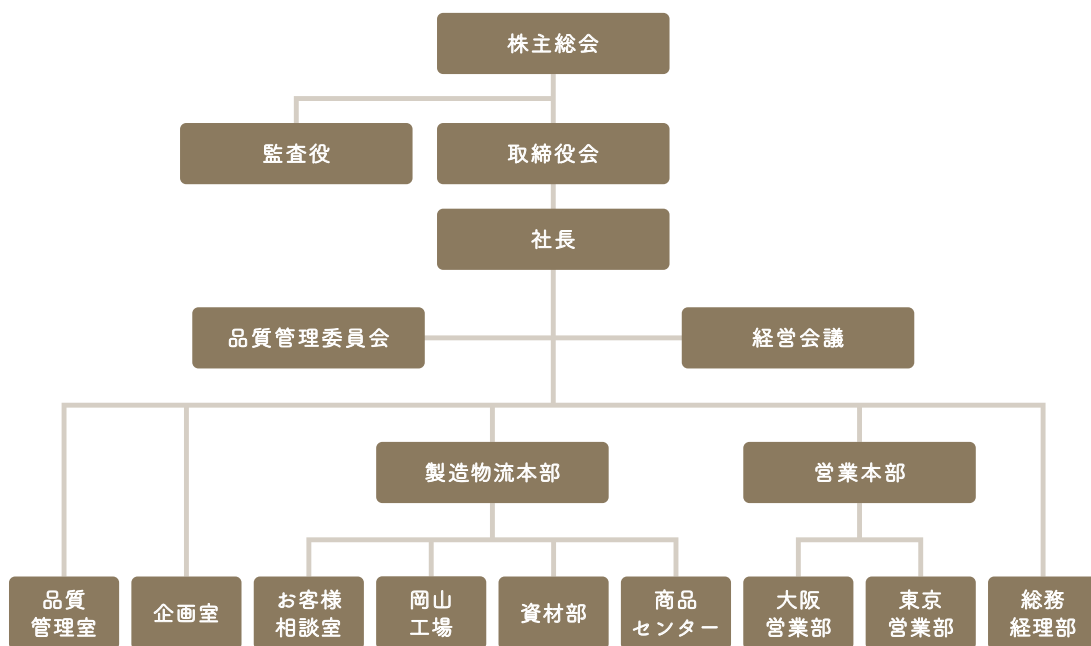 株主総会
監査役
取締役会
社長
品質管理委員会
経営会議
製造物流本部
営業本部
品質
管理室
企画室
お客様
相談室
岡山
工場
資材部
商品
センター
大阪
営業部
東京
営業部
総務
経理部